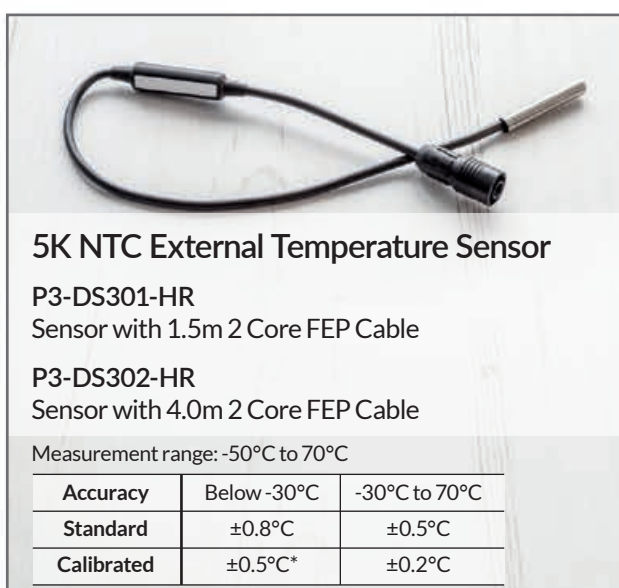 5K NTC External Temperature Sensor
P3-DS301-HR
Sensor with 1.5m 2 Core FEP Cable
P3-DS302-HR
Sensor with 4.0m 2 Core FEP Cable
Measurement range: -50°C to 70°C
Accuracy Below -30°C -30°C to 70°C
Standard ±0.8°C ±0.5°C
Calibrated ±0.5°C* ±0.2°C